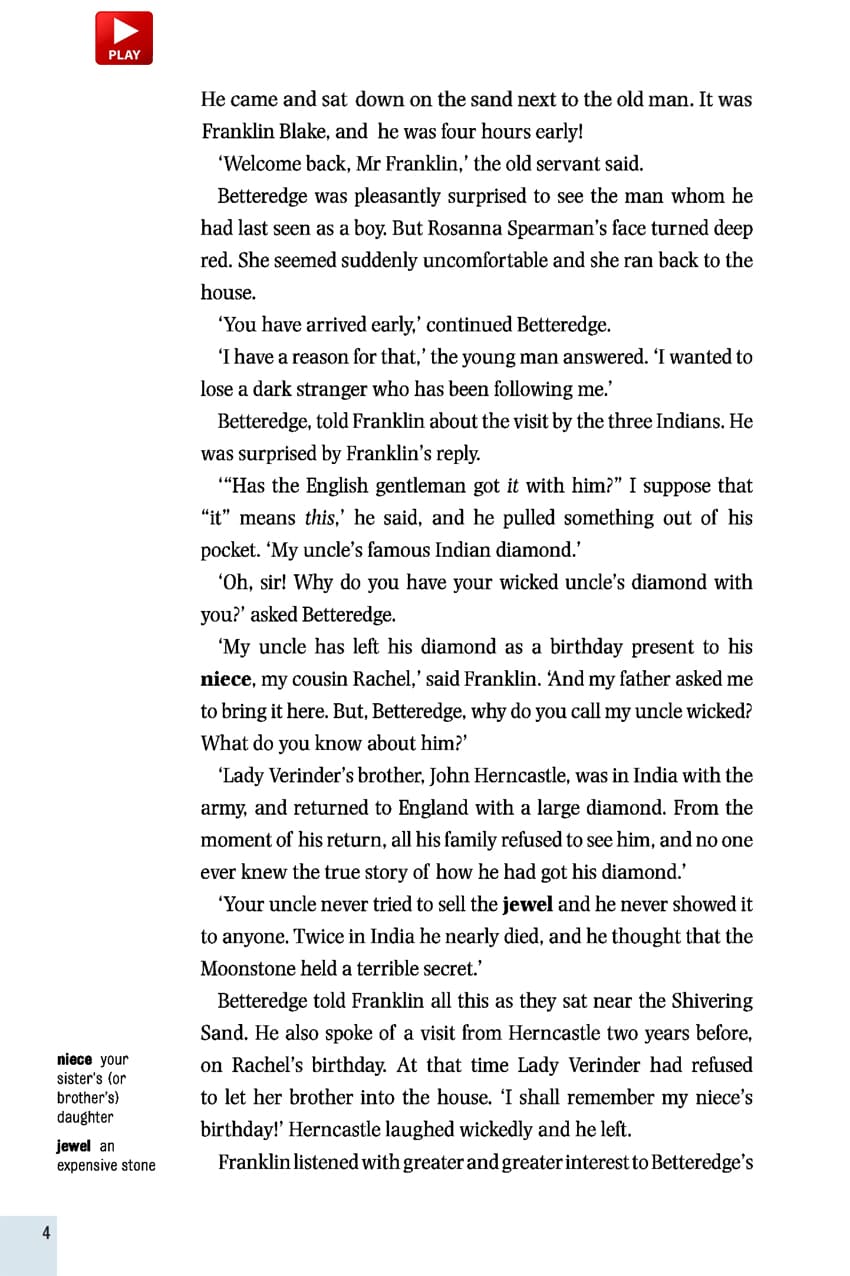 PLAY
He came and sat down on the sand next to the old man. It was
Franklin Blake, and he was four hours early!
‘Welcome back, Mr Franklin,’ the old servant said.
Betteredge was pleasantly surprised to see the man whom he
had last seen as a boy. But Rosanna Spearman’s face turned deep
red. She seemed suddenly uncomfortable and she ran back to the
house.
‘You have arrived early,’ continued Betteredge.
‘I have a reason for that,’ the young man answered. ‘I wanted to
lose a dark stranger who has been following me.’
Betteredge, told Franklin about the visit by the three Indians. He
was surprised by Franklin’s reply.
‘“Has the English gentleman got it with him?” I suppose that
“it” means this,’ he said, and he pulled something out of his
pocket. ‘My uncle’s famous Indian diamond.’
‘Oh, sir! Why do you have your wicked uncle’s diamond with
you?’ asked Betteredge.
‘My uncle has left his diamond as a birthday present to his
niece, my cousin Rachel,’ said Franklin. ‘And my father asked me
to bring it here. But, Betteredge, why do you call my uncle wicked?
What do you know about him?’
‘Lady Verinder’s brother, John Herncastle, was in India with the
army, and returned to England with a large diamond. From the
moment of his return, all his family refused to see him, and no one
ever knew the true story of how he had got his diamond.’
‘Your uncle never tried to sell the jewel and he never showed it
to anyone. Twice in India he nearly died, and he thought that the
Moonstone held a terrible secret.’
Betteredge told Franklin all this as they sat near the Shivering
Sand. He also spoke of a visit from Herncastle two years before,
on Rachel’s birthday. At that time Lady Verinder had refused
to let her brother into the house. ‘I shall remember my niece’s
birthday!’ Herncastle laughed wickedly and he left.
Franklin listened with greater and greater interest to Betteredge’s
niece your
sister’s (or
brother’s)
daughter
jewel an
expensive stone
4